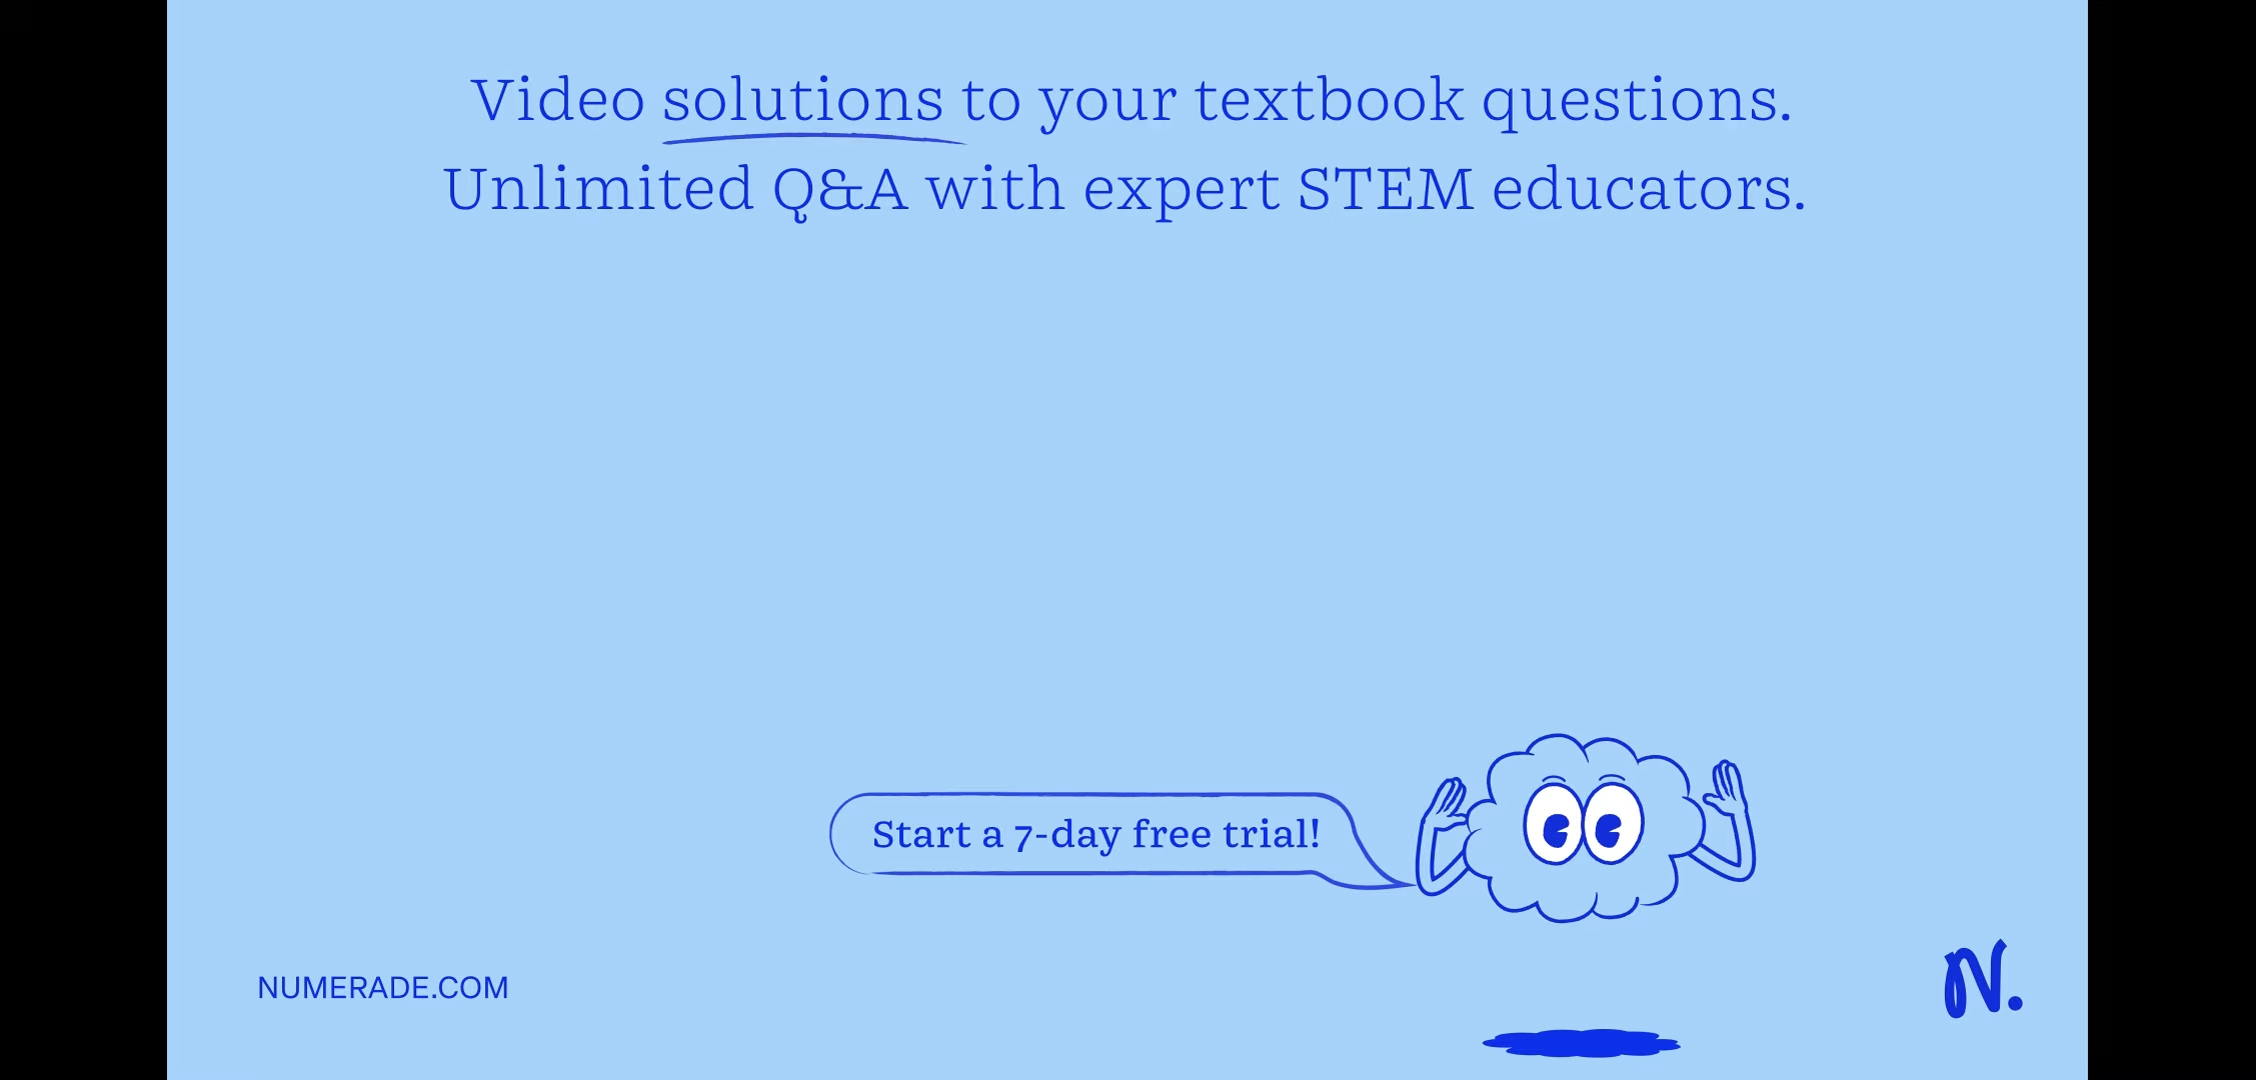 Video solutions to your textbook questions.
Unlimited Q&A with expert STEM educators.
Start a 7-day free trial!
NUMERADE.COM
N.